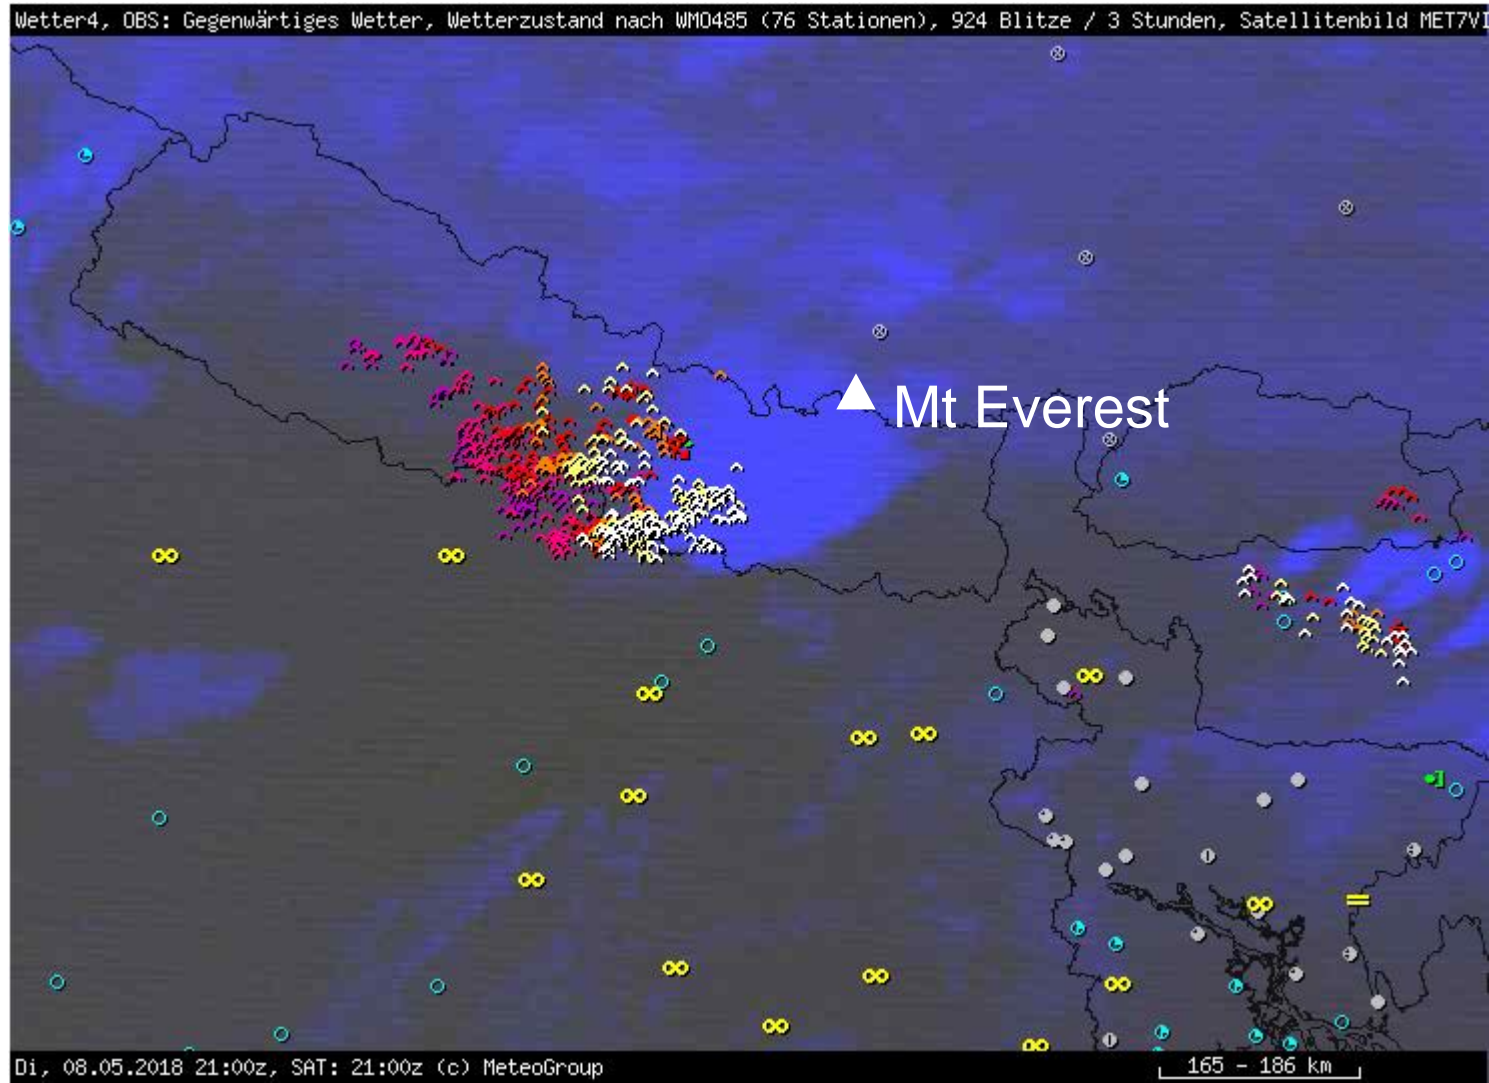 Wetter4, OBS: Gegenwärtiges Wetter, Wetterzustand nach WMO485 (76 Stationen), 924 Blitze / 3 Stunden, Satellitenbild MET7VI
Mt Everest
Di, 08.05.2018 21:00z, SAT: 21:00z (c) MeteoGroup
165 - 186 km